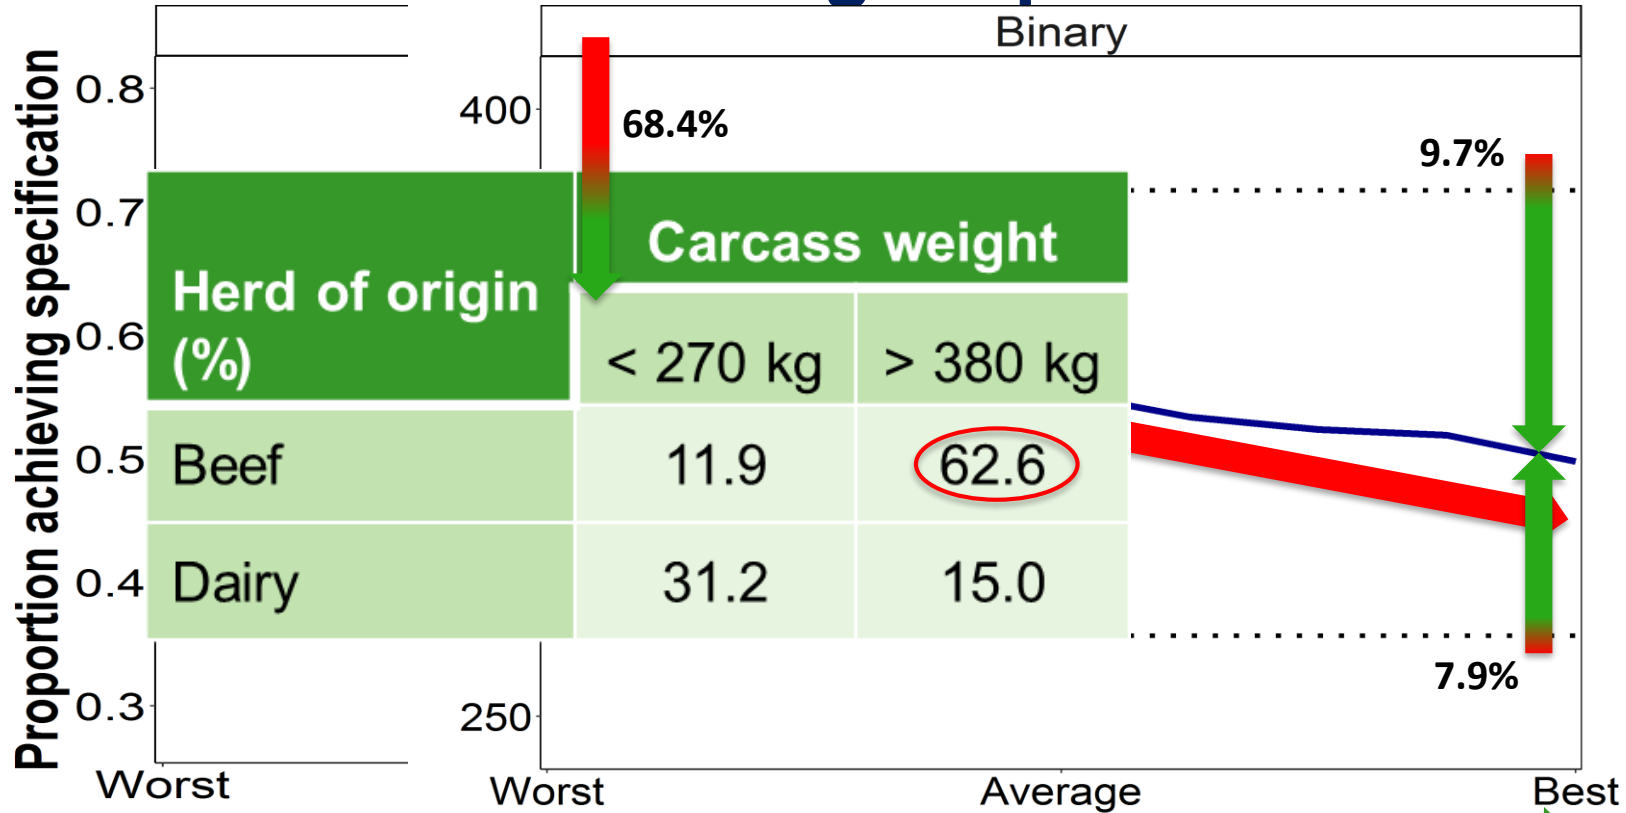 Binary
Proportion achieving specification
0.8
0.7
0.6
0.5
0.4
0.3
400
250
68.4%
9.7%
7.9%
Herd of origin
(%)
Carcass weight
< 270 kg
> 380 kg
Beef
11.9
62.6
Dairy
31.2
15.0
Worst
Worst
Average
Best